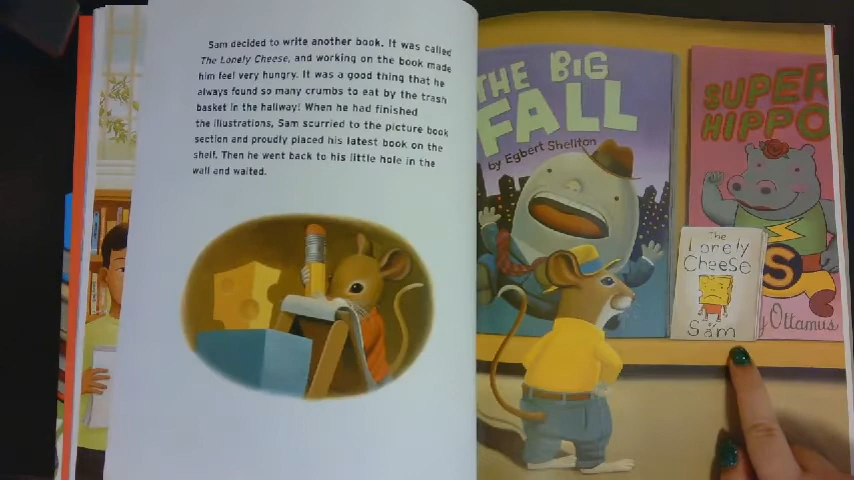 Sam decided to write another book. It was called
The Lonely Cheese, and working on the book made
him feel very hungry. It was a good thing that he
always found so many crumbs to eat by the trash
basket in the hallway! When he had finished
the illustrations, Sam scurried to the picture book
section and proudly placed his latest book on the
shelf. Then he went back to his little hole in the
wall and waited.
THE BIG
FALL
by Egbert Shellton
SUPER
HIPPO
S
y Ottamus
The
Lonely
Cheese
Sam